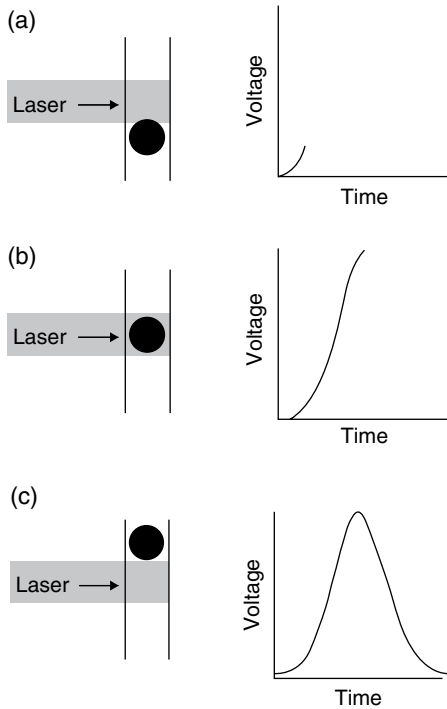 (a)
Laser
Voltage
Time
(b)
Laser
Voltage
Time
(c)
Laser
Voltage
Time